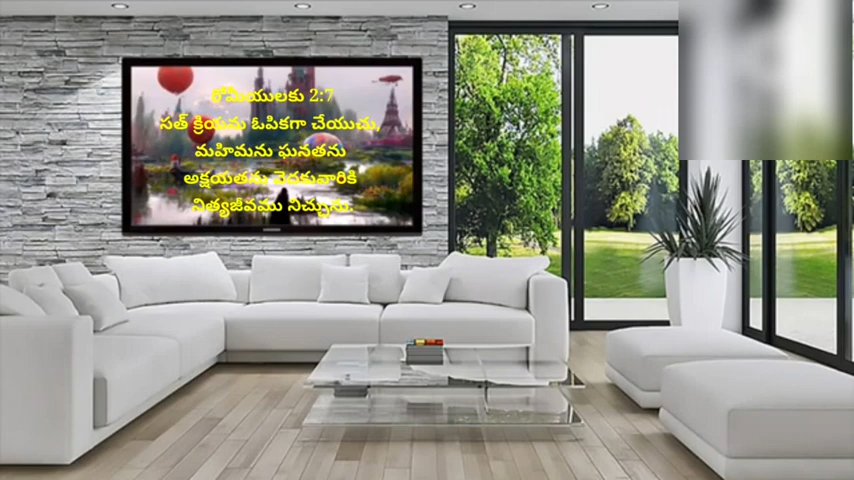 రోమీయులకు 2:7
సత్ క్రియను ఓపికగా చేయుచు,
మహిమను ఘనతను
అక్షయతను వెదకువారికి
నిత్యజీవము నిచ్చును.